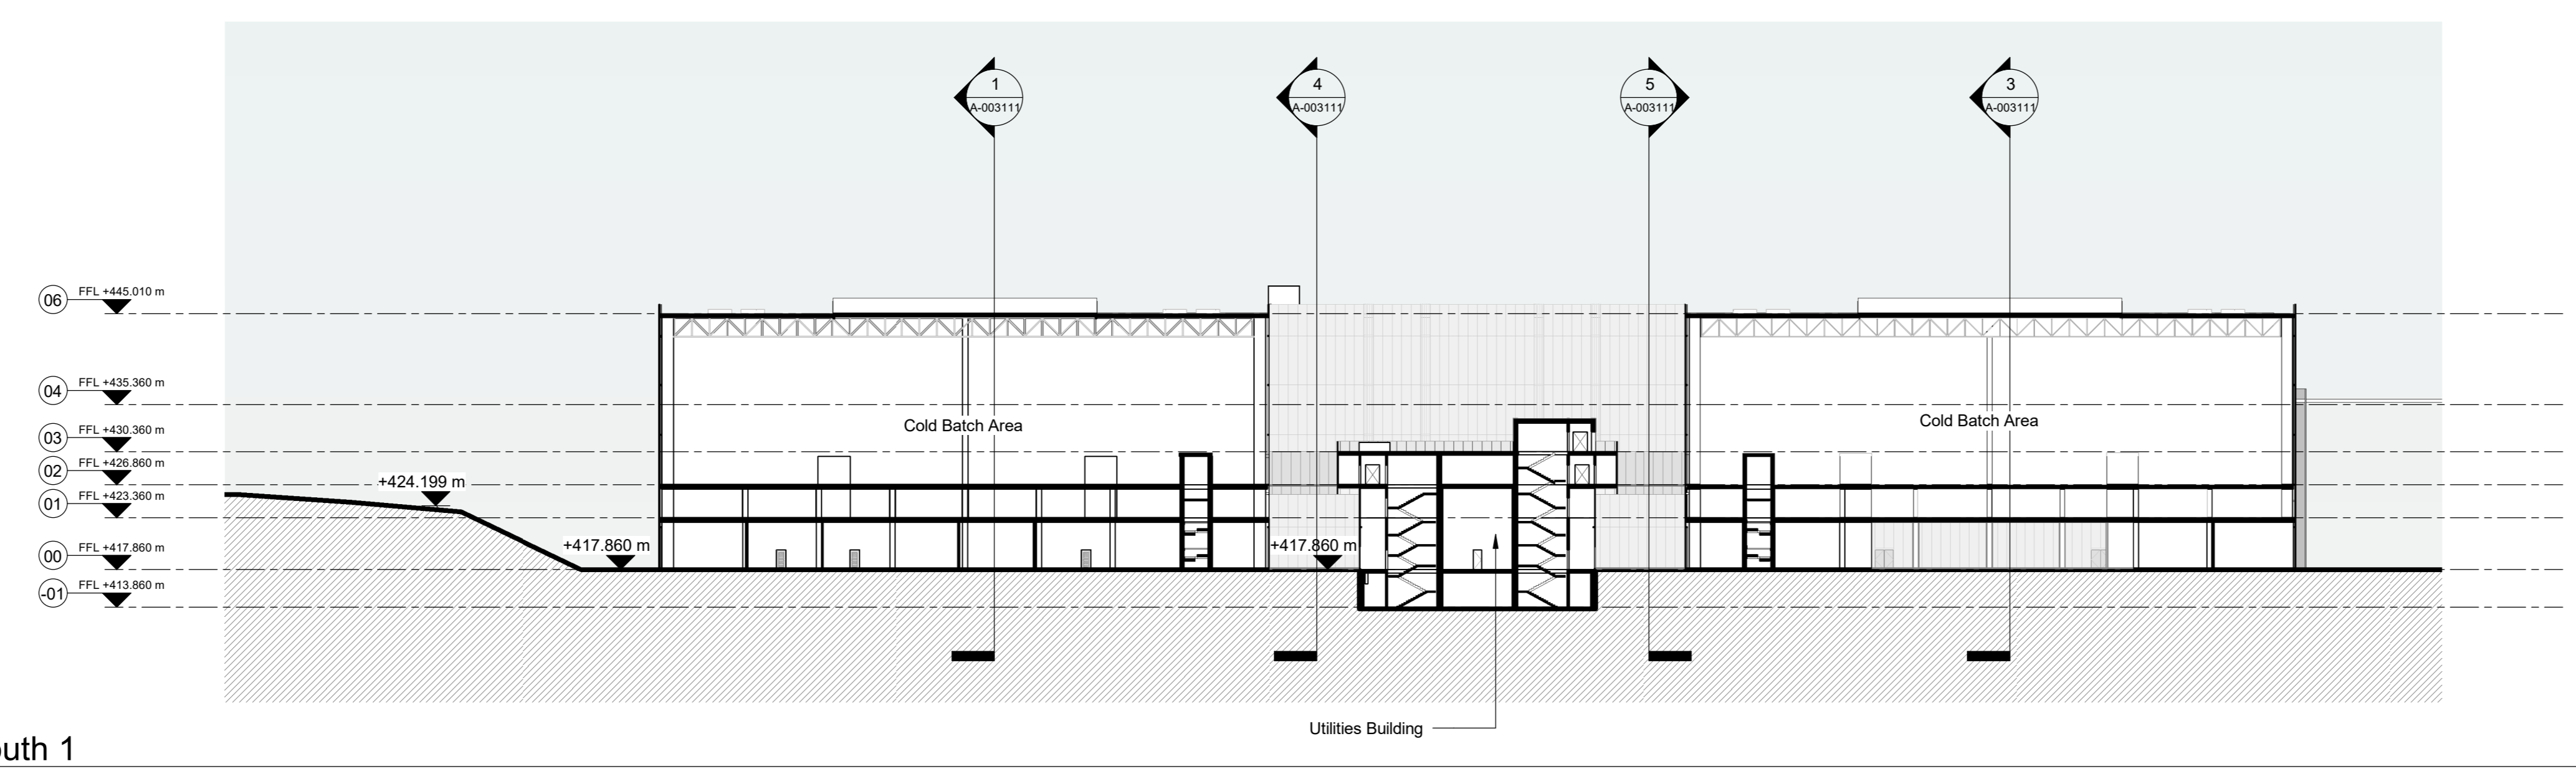 1
A-003111
4
A-003111
5
A-003111
3
A-003111
06 FFL +445.010 m
04 FFL +435.360 m
03 FFL +430.360 m
02 FFL +426.860 m
01 FFL +423.360 m
00 FFL +417.860 m
-01 FFL +413.860 m
+424.199 m
+417.860 m
Cold Batch Area
+417.860 m
Cold Batch Area
Utilities Building
outh 1